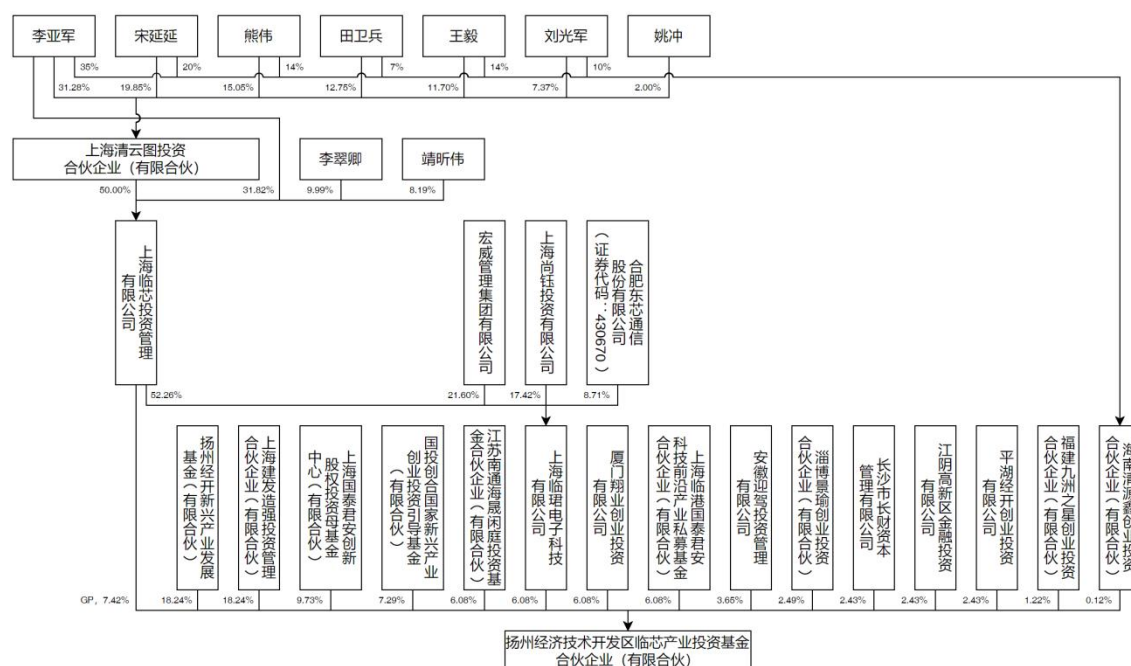 李亚军
宋延延
熊伟
田卫兵
王毅
刘光军
姚冲
35%
20%
14%
7%
14%
10%
31.28%
19.85%
15.05%
12.75%
11.70%
7.37%
2.00%
上海清云图投资
合伙企业（有限合伙）
李翠卿
靖昕伟
50.00%
31.82%
9.99%
8.19%
上海临芯投资管理
有限公司
宏威管理集团有限公司
上海尚钰投资有限公司
合肥东芯通信
股份有限公司
（证券代码：430670）
52.26%
21.60%
17.42%
8.71%
扬州经开新兴产业发展
基金（有限合伙）
上海建发造强投资管理
合伙企业（有限合伙）
上海国泰君安创新
股权投资母基金
中心（有限合伙）
国投创合国家新兴产业
创业投资引导基金
（有限合伙）
江苏南通海晟闲庭投资基
金合伙企业（有限合伙）
上海临珺电子科技
有限公司
厦门翔业创业投资
有限公司
上海临港国泰君安
科技前沿产业私募基金
合伙企业（有限合伙）
安徽迎驾投资管理
有限公司
淄博景瑜创业投资
合伙企业（有限合伙）
长沙市长财资本
管理有限公司
江阴高新区金融投资
有限公司
平湖经开创业投资
有限公司
福建九洲之星创业投资
合伙企业（有限合伙）
海南清源鑫创业投资
合伙企业（有限合伙）
GP，7.42%
18.24%
18.24%
9.73%
7.29%
6.08%
6.08%
6.08%
6.08%
3.65%
2.49%
2.43%
2.43%
2.43%
1.22%
0.12%
扬州经济技术开发区临芯产业投资基金
合伙企业（有限合伙）